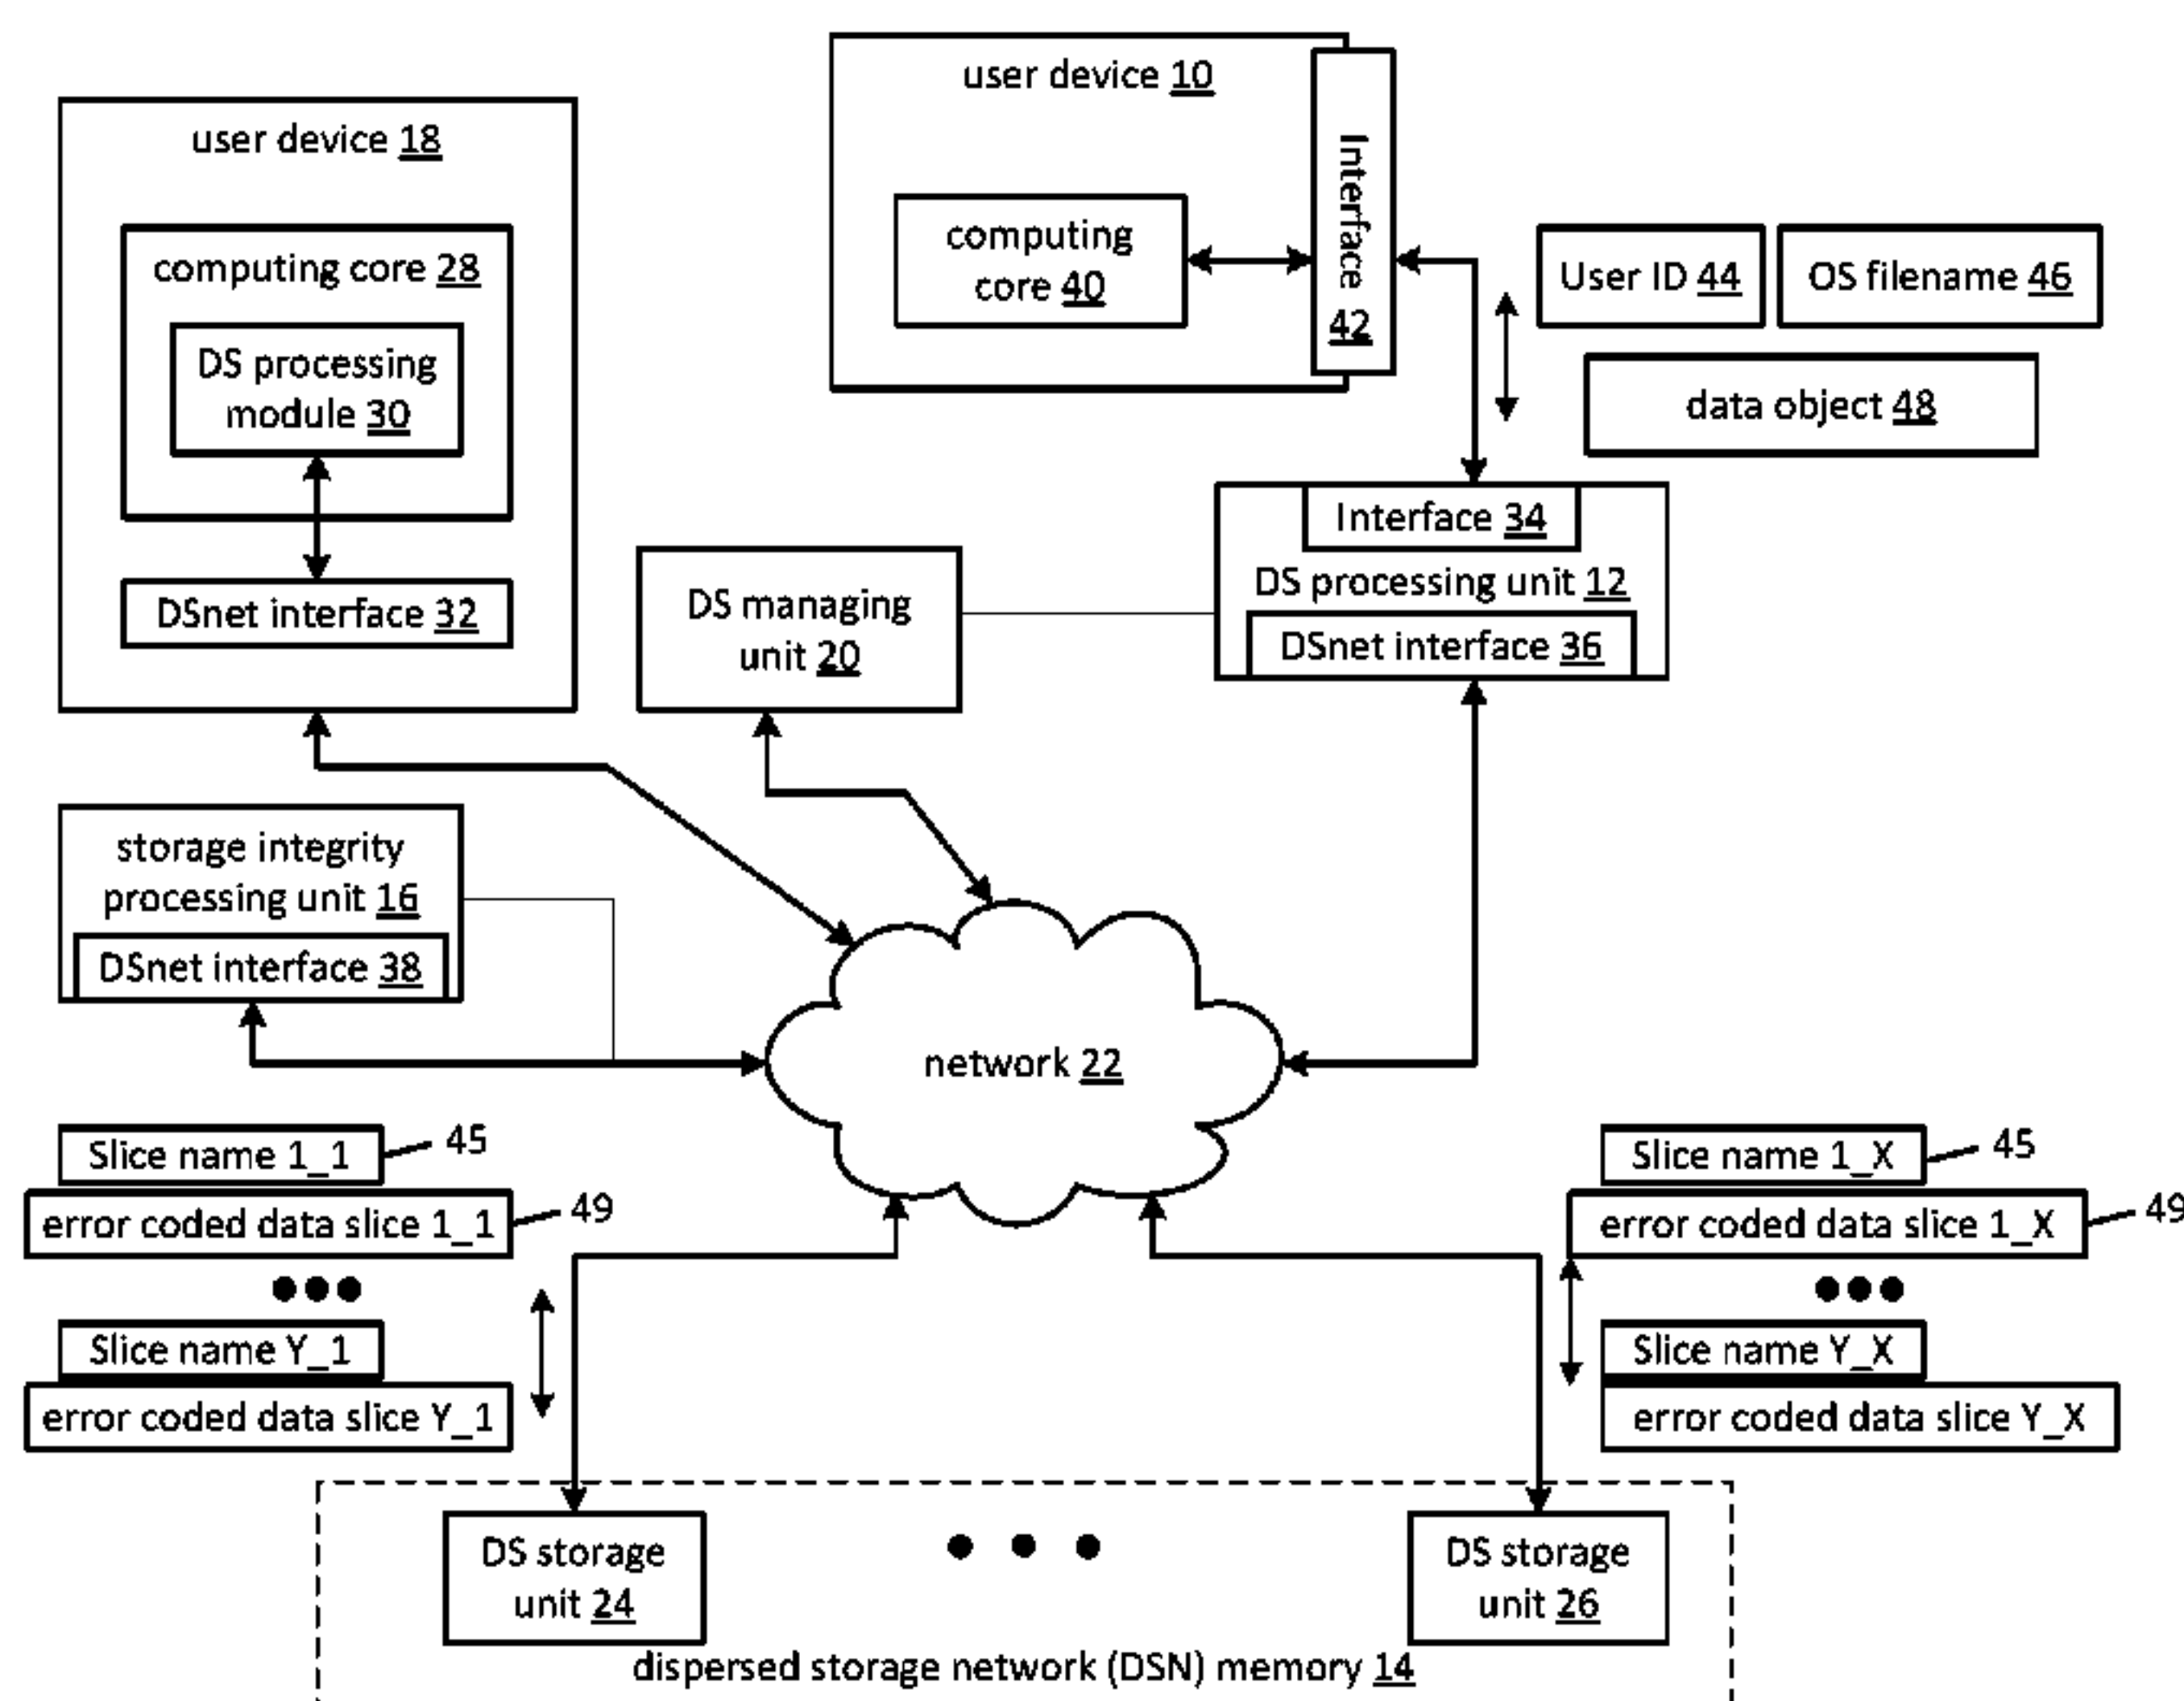 user device 10
Interface 42
computing
core 40
user device 18
computing core 28
DS processing
module 30
DSnet interface 32
User ID 44
OS filename 46
data object 48
Interface 34
DS processing unit 12
DSnet interface 36
DS managing
unit 20
storage integrity
processing unit 16
DSnet interface 38
network 22
Slice name 1_1
45
error coded data slice 1_1
49
Slice name Y_1
error coded data slice Y_1
Slice name 1_X
45
error coded data slice 1_X
49
Slice name Y_X
error coded data slice Y_X
DS storage
unit 24
DS storage
unit 26
dispersed storage network (DSN) memory 14